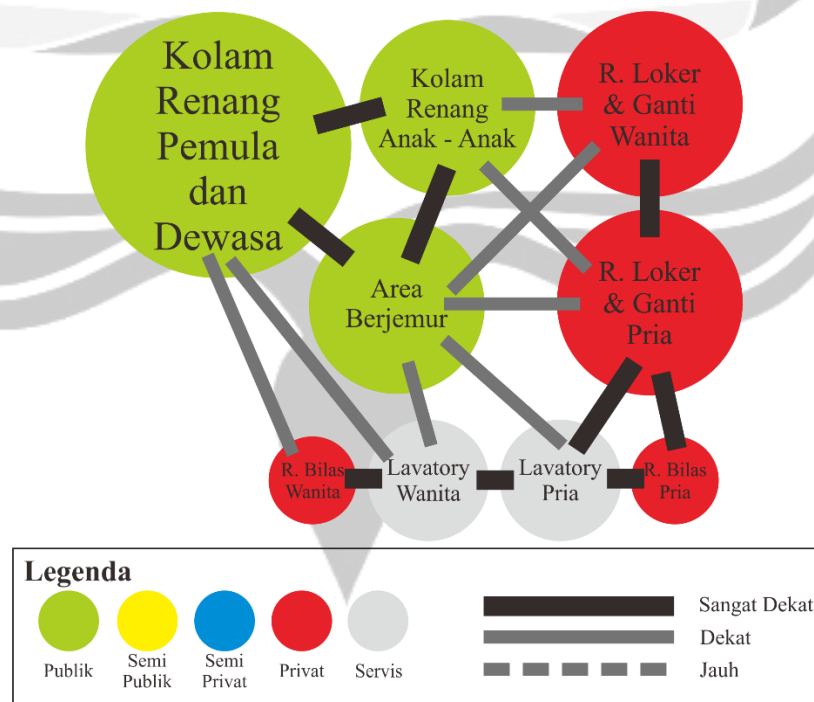 Kolam
Renang
Pemula
dan
Dewasa
Kolam
Renang
Anak - Anak
R. Loker
& Ganti
Wanita
Area
Berjemur
R. Loker
& Ganti
Pria
R. Bilas
Wanita
Lavatory
Wanita
Lavatory
Pria
R. Bilas
Pria
Legenda
Publik
Semi
Publik
Semi
Privat
Privat
Servis
Sangat Dekat
Dekat
Jauh